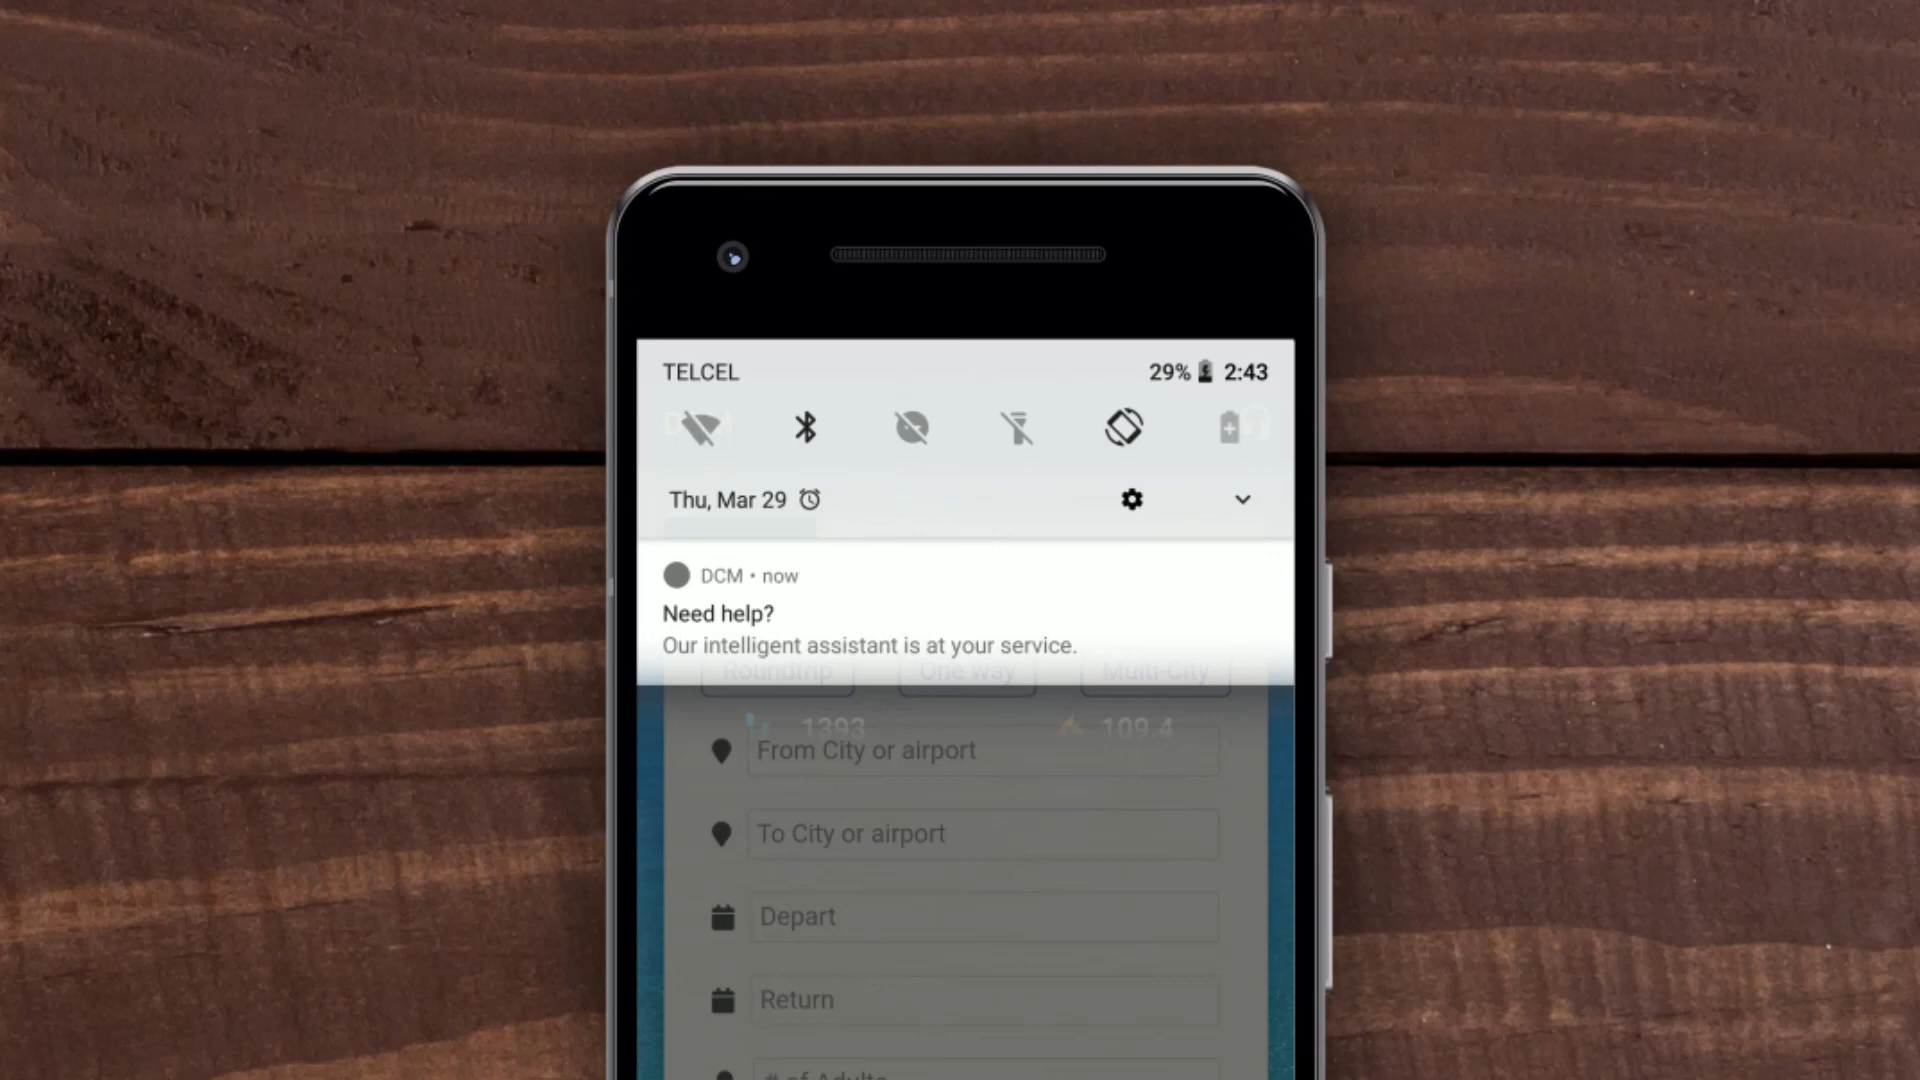 TELCEL 29% 2:43
Thu, Mar 29
DCM • now
Need help?
Our intelligent assistant is at your service.
Roundtrip One way Multi-City
1393 109.4
From City or airport
To City or airport
Depart
Return
# of Adults